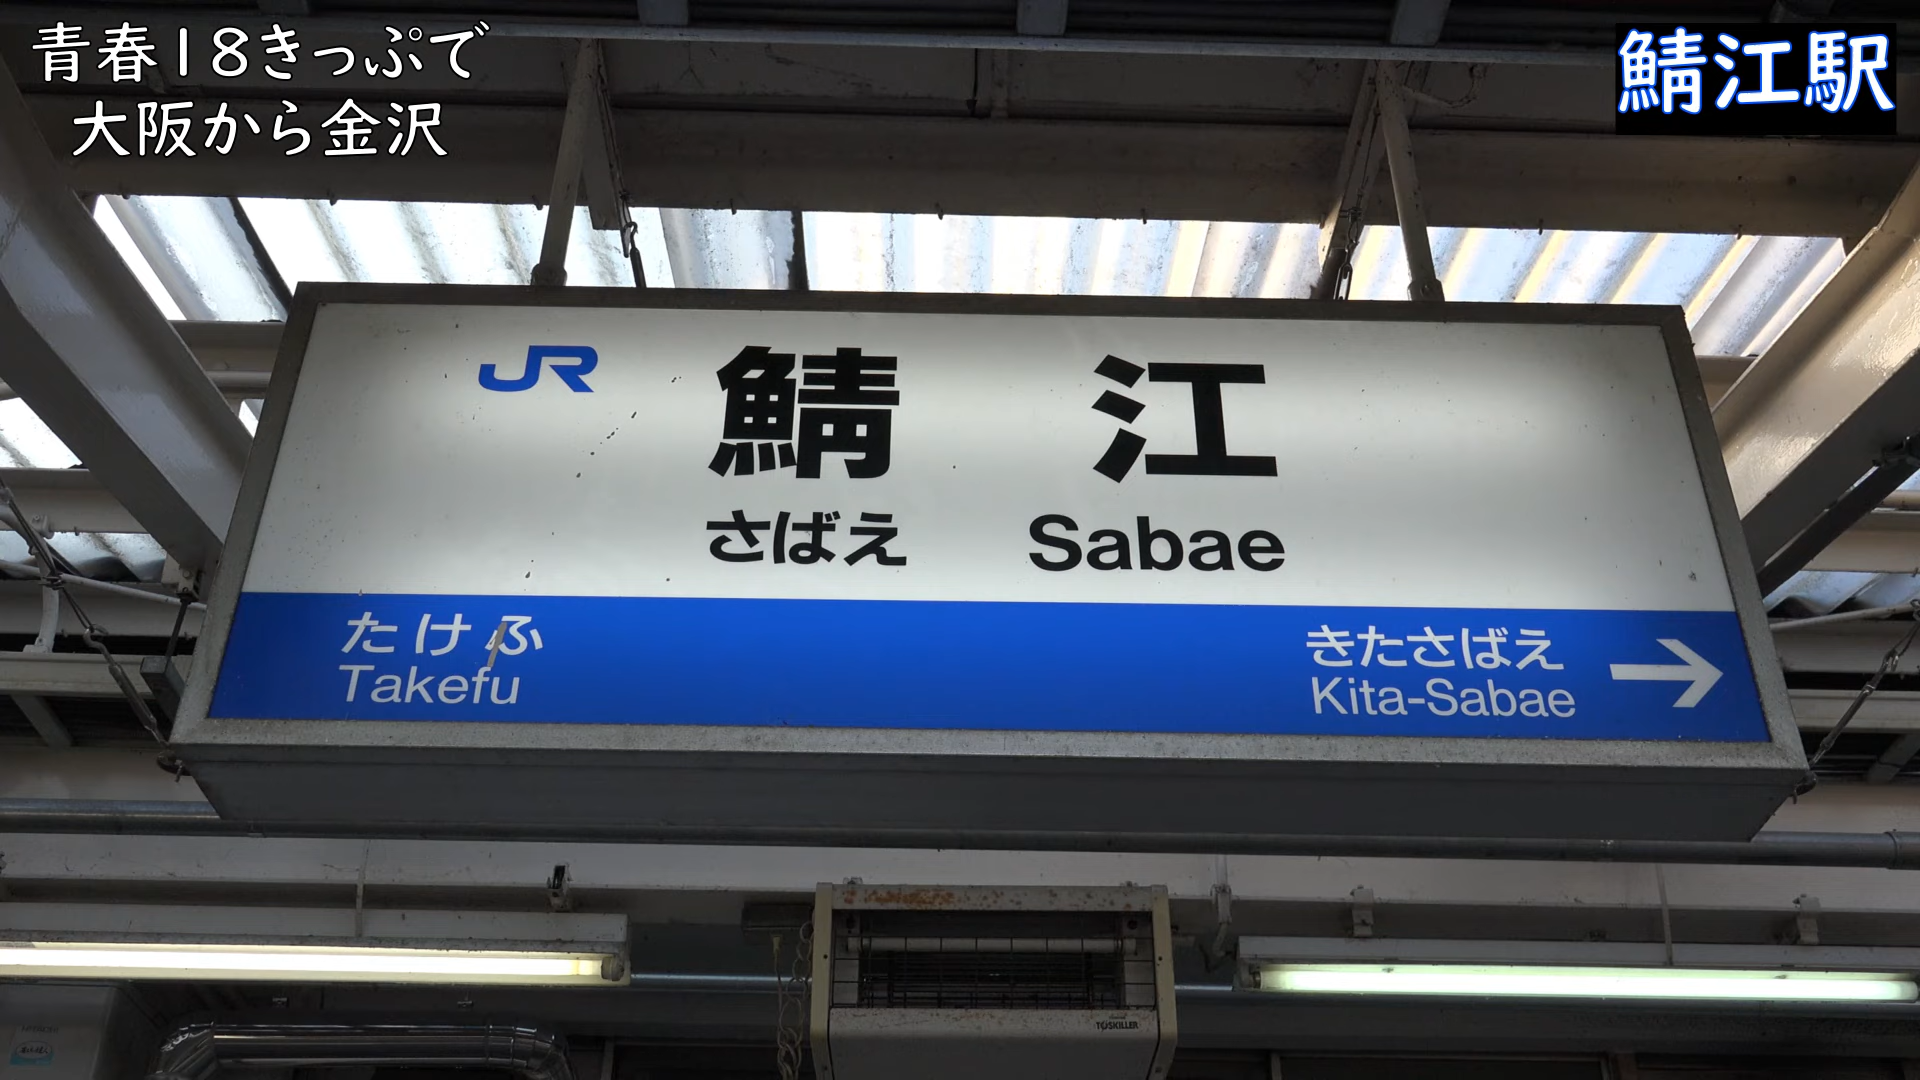 青春18きっぷで
大阪から金沢
鯖江駅
JR
鯖江
さばえ Sabae
たけふ
Takefu
きたさばえ
Kita-Sabae
TOSKILLER